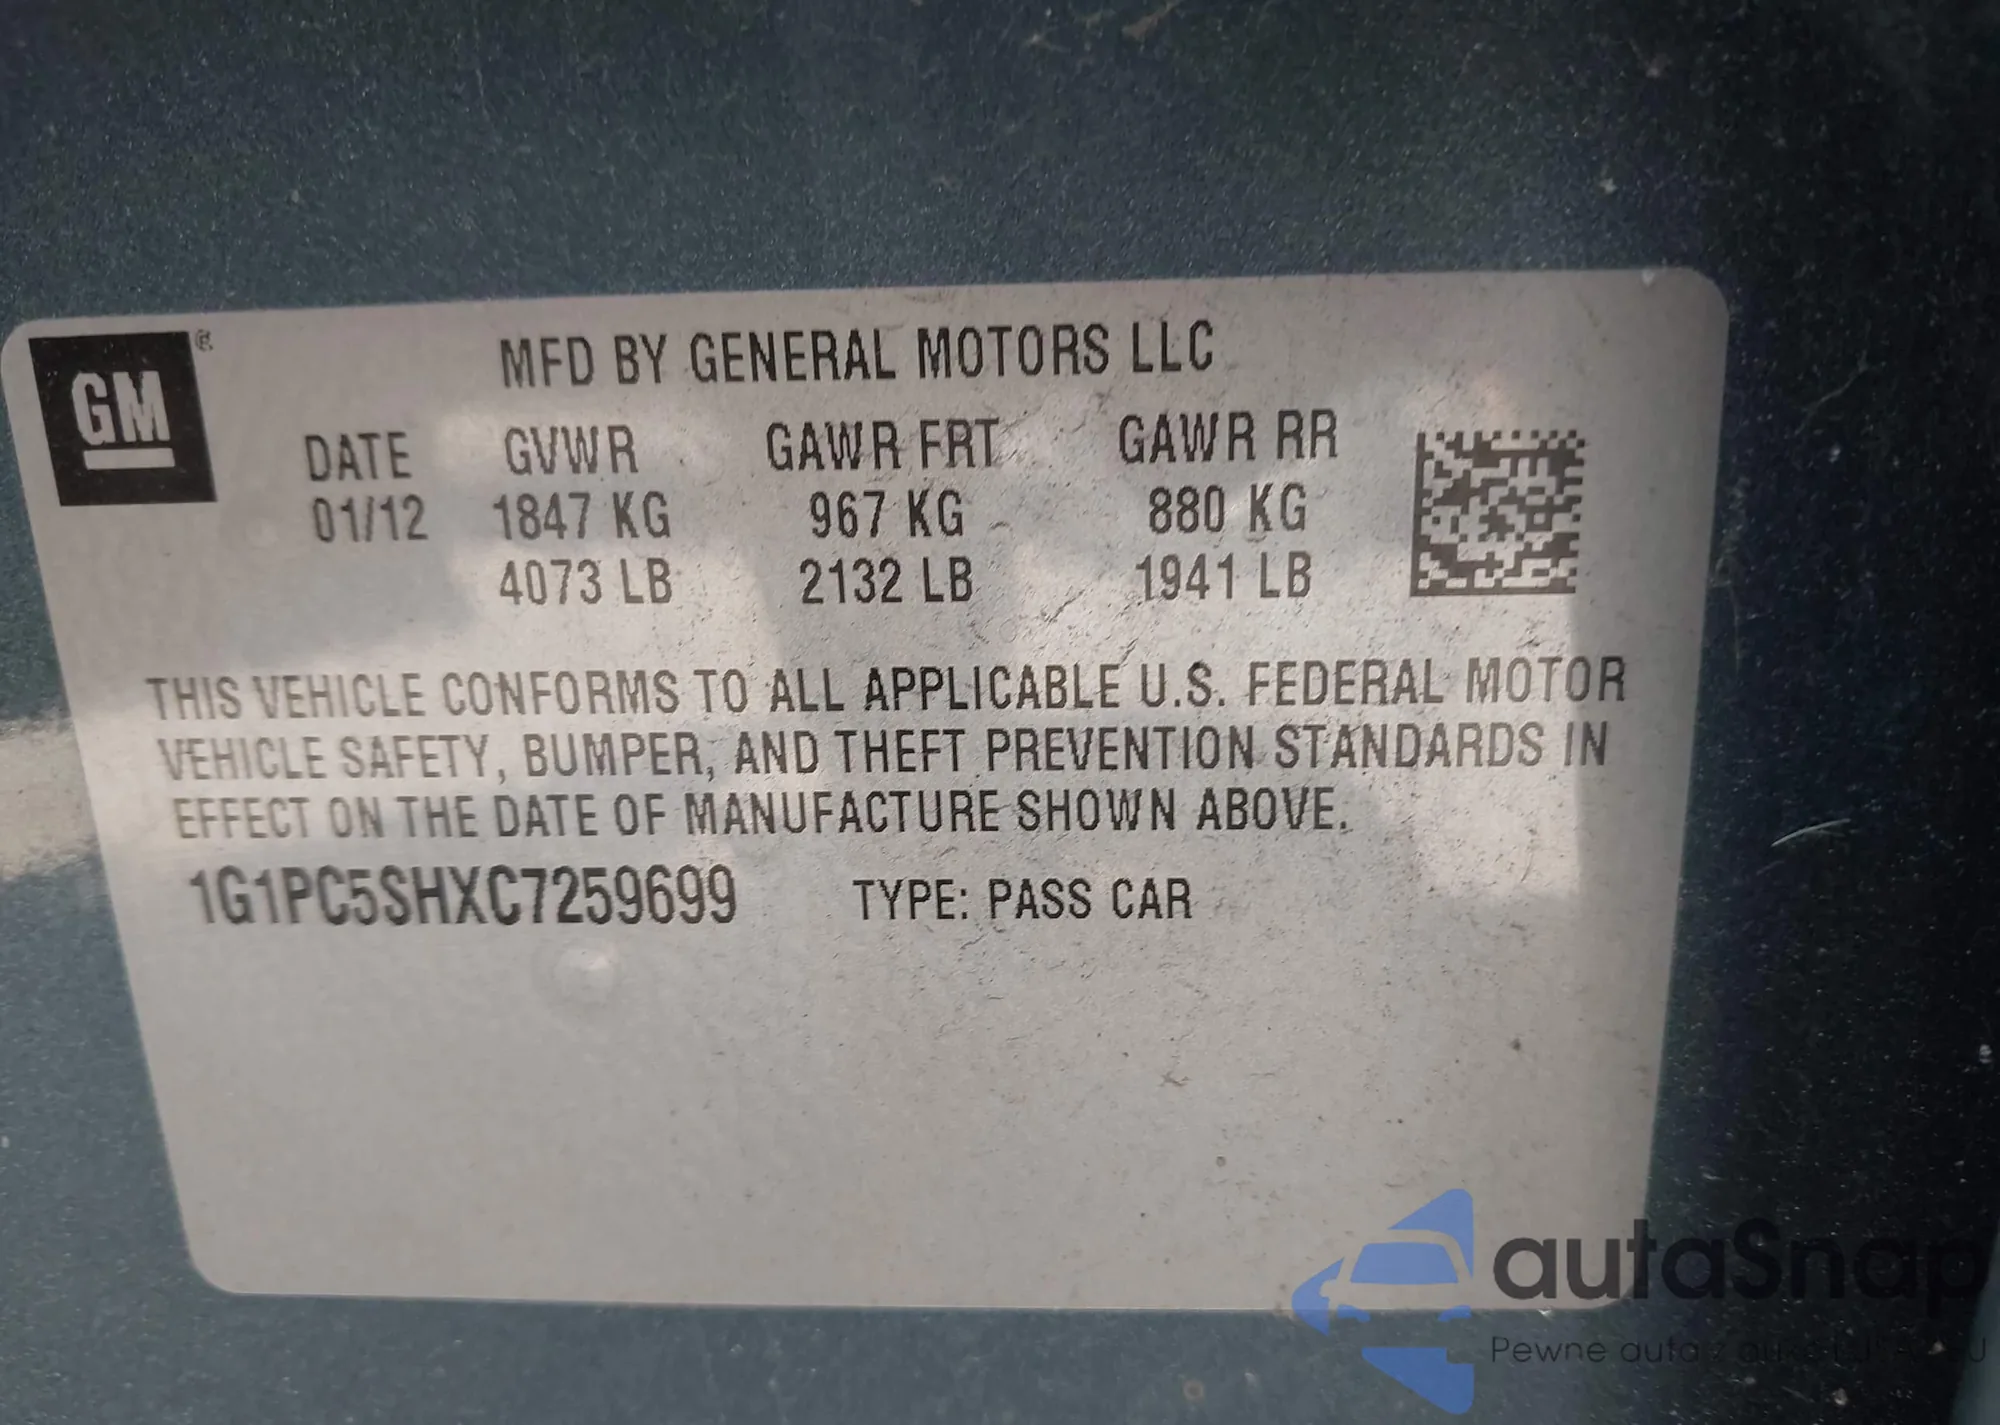 GM ®
MFD BY GENERAL MOTORS LLC
DATE GVWR GAWR FRT GAWR RR
01/12 1847 KG 967 KG 880 KG
4073 LB 2132 LB 1941 LB
THIS VEHICLE CONFORMS TO ALL APPLICABLE U.S. FEDERAL MOTOR
VEHICLE SAFETY, BUMPER, AND THEFT PREVENTION STANDARDS IN
EFFECT ON THE DATE OF MANUFACTURE SHOWN ABOVE.
1G1PC5SHXC7259699 TYPE: PASS CAR
autaSnap
Pewne auta z